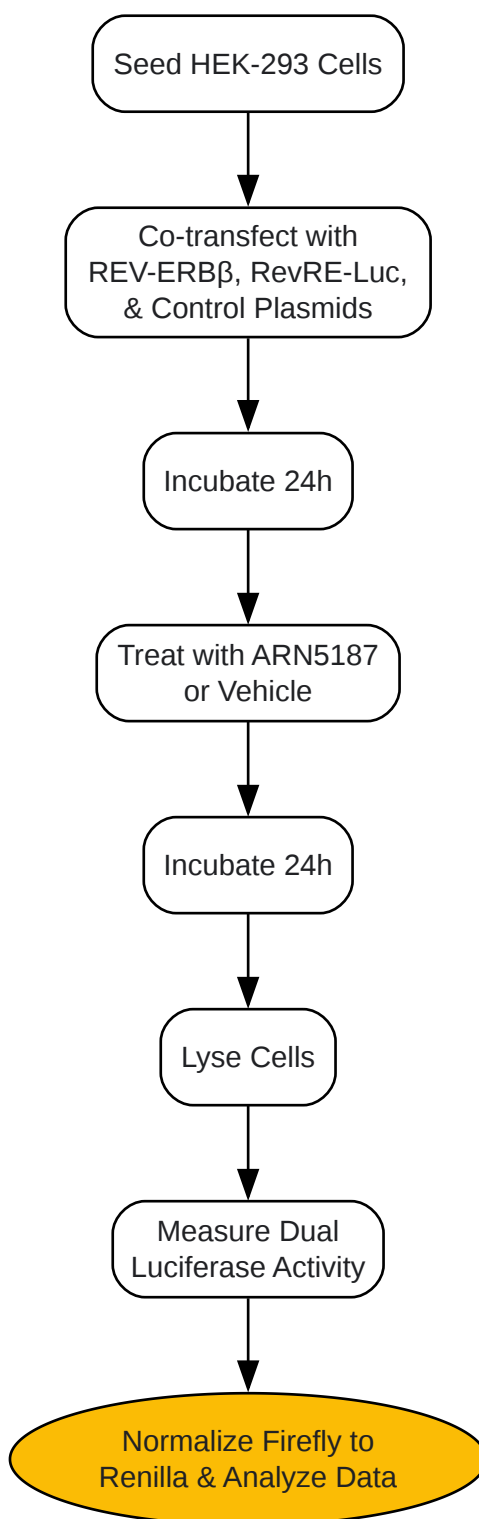 Seed HEK-293 Cells
Co-transfect with
REV-ERBβ, RevRE-Luc,
& Control Plasmids
Incubate 24h
Treat with ARN5187
or Vehicle
Incubate 24h
Lyse Cells
Measure Dual
Luciferase Activity
Normalize Firefly to
Renilla & Analyze Data